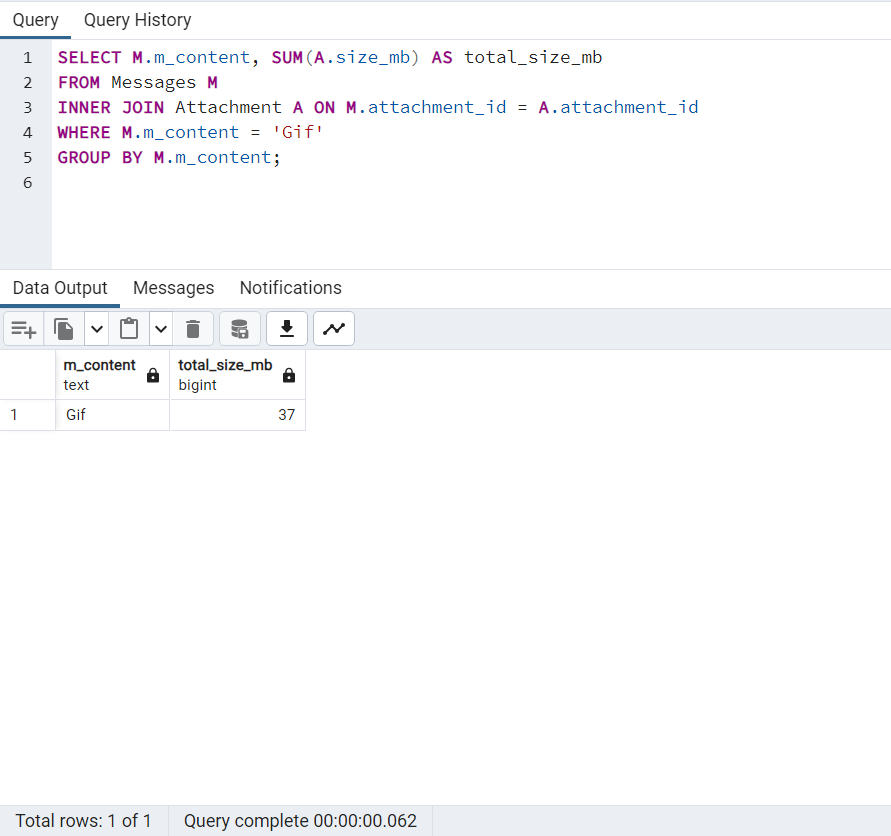 Query Query History
1 SELECT M.m_content, SUM(A.size_mb) AS total_size_mb
2 FROM Messages M
3 INNER JOIN Attachment A ON M.attachment_id = A.attachment_id
4 WHERE M.m_content = 'Gif'
5 GROUP BY M.m_content;
6
Data Output Messages Notifications
m_content total_size_mb
text bigint
1 Gif 37
Total rows: 1 of 1 Query complete 00:00:00.062